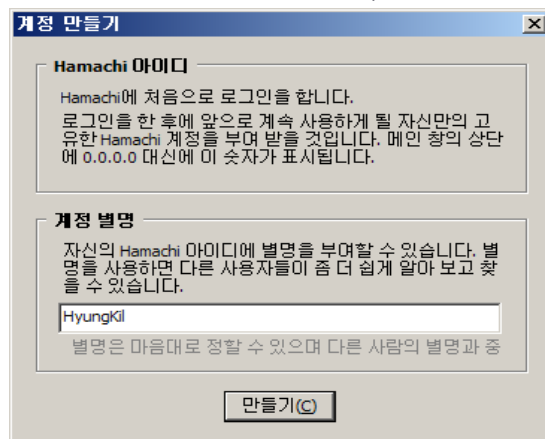 계정 만들기
Hamachi 아이디
Hamachi에 처음으로 로그인을 합니다.
로그인을 한 후에 앞으로 계속 사용하게 될 자신만의 고
유한 Hamachi 계정을 부여 받을 것입니다. 메인 창의 상단
에 0.0.0.0 대신에 이 숫자가 표시됩니다.
계정 별명
자신의 Hamachi 아이디에 별명을 부여할 수 있습니다. 별
명을 사용하면 다른 사용자들이 좀 더 쉽게 알아 보고 찾
을 수 있습니다.
HyungKil
별명은 마음대로 정할 수 있으며 다른 사람의 별명과 중
만들기(C)